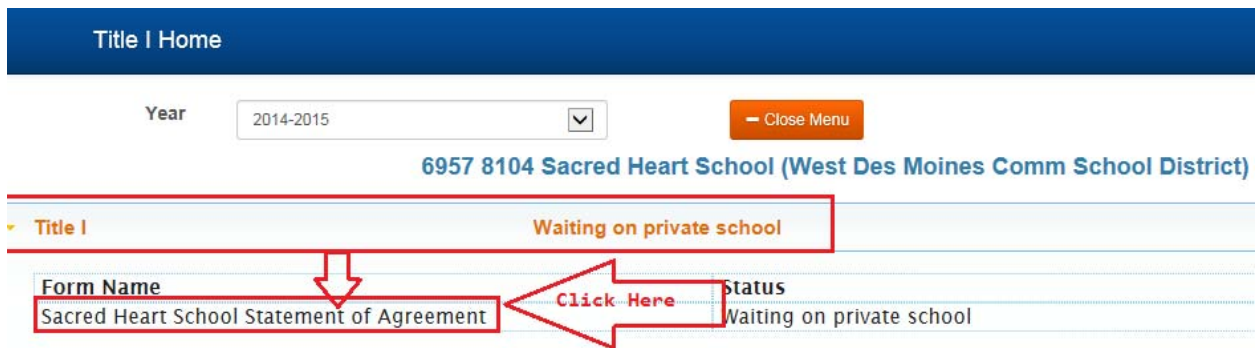 Title I Home
Year 2014-2015 Close Menu
6957 8104 Sacred Heart School (West Des Moines Comm School District)
Title I Waiting on private school
Form Name Status
Click Here
Sacred Heart School Statement of Agreement Waiting on private school